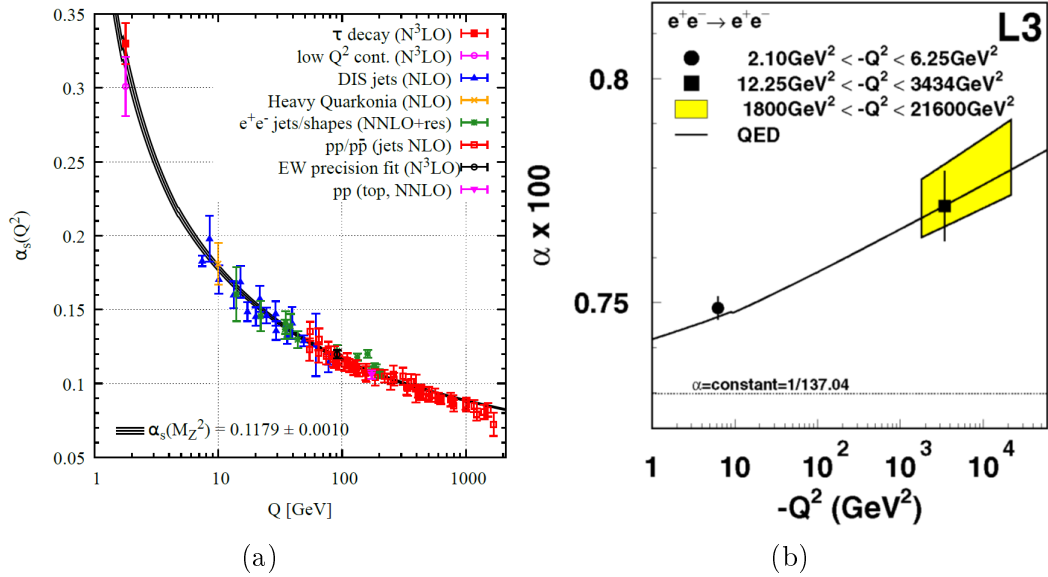 τ decay (N³LO)
low Q² cont. (N³LO)
DIS jets (NLO)
Heavy Quarkonia (NLO)
e⁺e⁻ jets/shapes (NNLO+res)
pp/pp̄ (jets NLO)
EW precision fit (N³LO)
pp (top, NNLO)
αₛ(M_Z²) = 0.1179 ± 0.0010
αₛ(Q²)
0.35
0.3
0.25
0.2
0.15
0.1
0.05
1 10 100 1000
Q [GeV]
(a)
e⁺e⁻→ e⁺e⁻ L3
2.10GeV² < -Q² < 6.25GeV²
12.25GeV² < -Q² < 3434GeV²
1800GeV² < -Q² < 21600GeV²
QED
α x 100
0.8
0.75
α=constant=1/137.04
1 10 10² 10³ 10⁴
-Q² (GeV²)
(b)